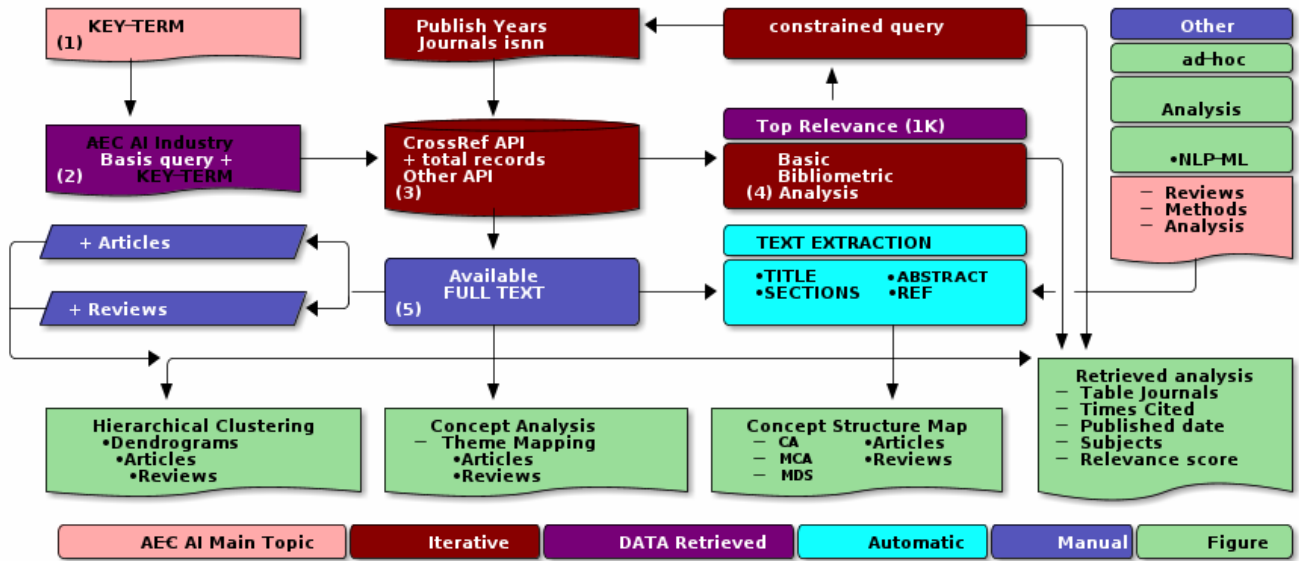 KEY-TERM
(1)
Publish Years
Journals isnn
constrained query
Other
ad-hoc
Analysis
•NLP-ML
— Reviews
— Methods
— Analysis
AEC AI Industry
Basis query +
KEY-TERM
(2)
CrossRef API
+ total records
Other API
(3)
Top Relevance (1K)
Basic
Bibliometric
(4) Analysis
+ Articles
+ Reviews
Available
FULL TEXT
(5)
TEXT EXTRACTION
•TITLE •ABSTRACT
•SECTIONS •REF
Hierarchical Clustering
•Dendrograms
•Articles
•Reviews
Concept Analysis
— Theme Mapping
•Articles
•Reviews
Concept Structure Map
— CA •Articles
— MCA •Reviews
— MDS
Retrieved analysis
— Table Journals
— Times Cited
— Published date
— Subjects
— Relevance score
AEC AI Main Topic
Iterative
DATA Retrieved
Automatic
Manual
Figure